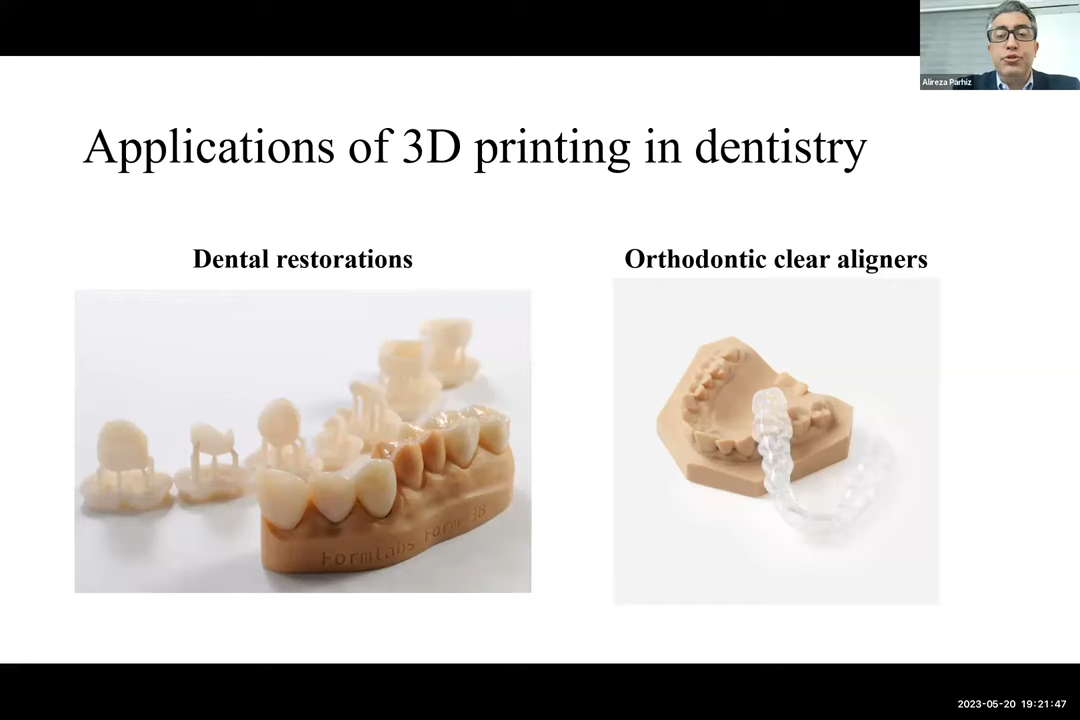 Alireza Parhiz
Applications of 3D printing in dentistry
Dental restorations
Orthodontic clear aligners
Formlabs Form 3B
2023-05-20 19:21:47